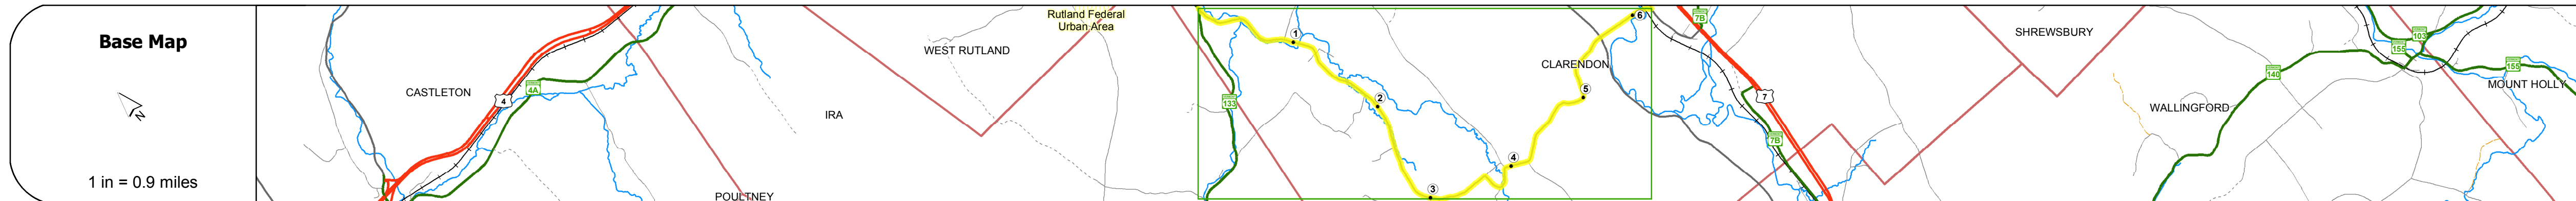 Base Map
N
1 in = 0.9 miles
CASTLETON
4
4A
POULTNEY
IRA
WEST RUTLAND
Rutland Federal
Urban Area
133
1
2
3
4
5
6
CLARENDON
7B
7
7B
SHREWSBURY
WALLINGFORD
140
155
103
155
MOUNT HOLLY